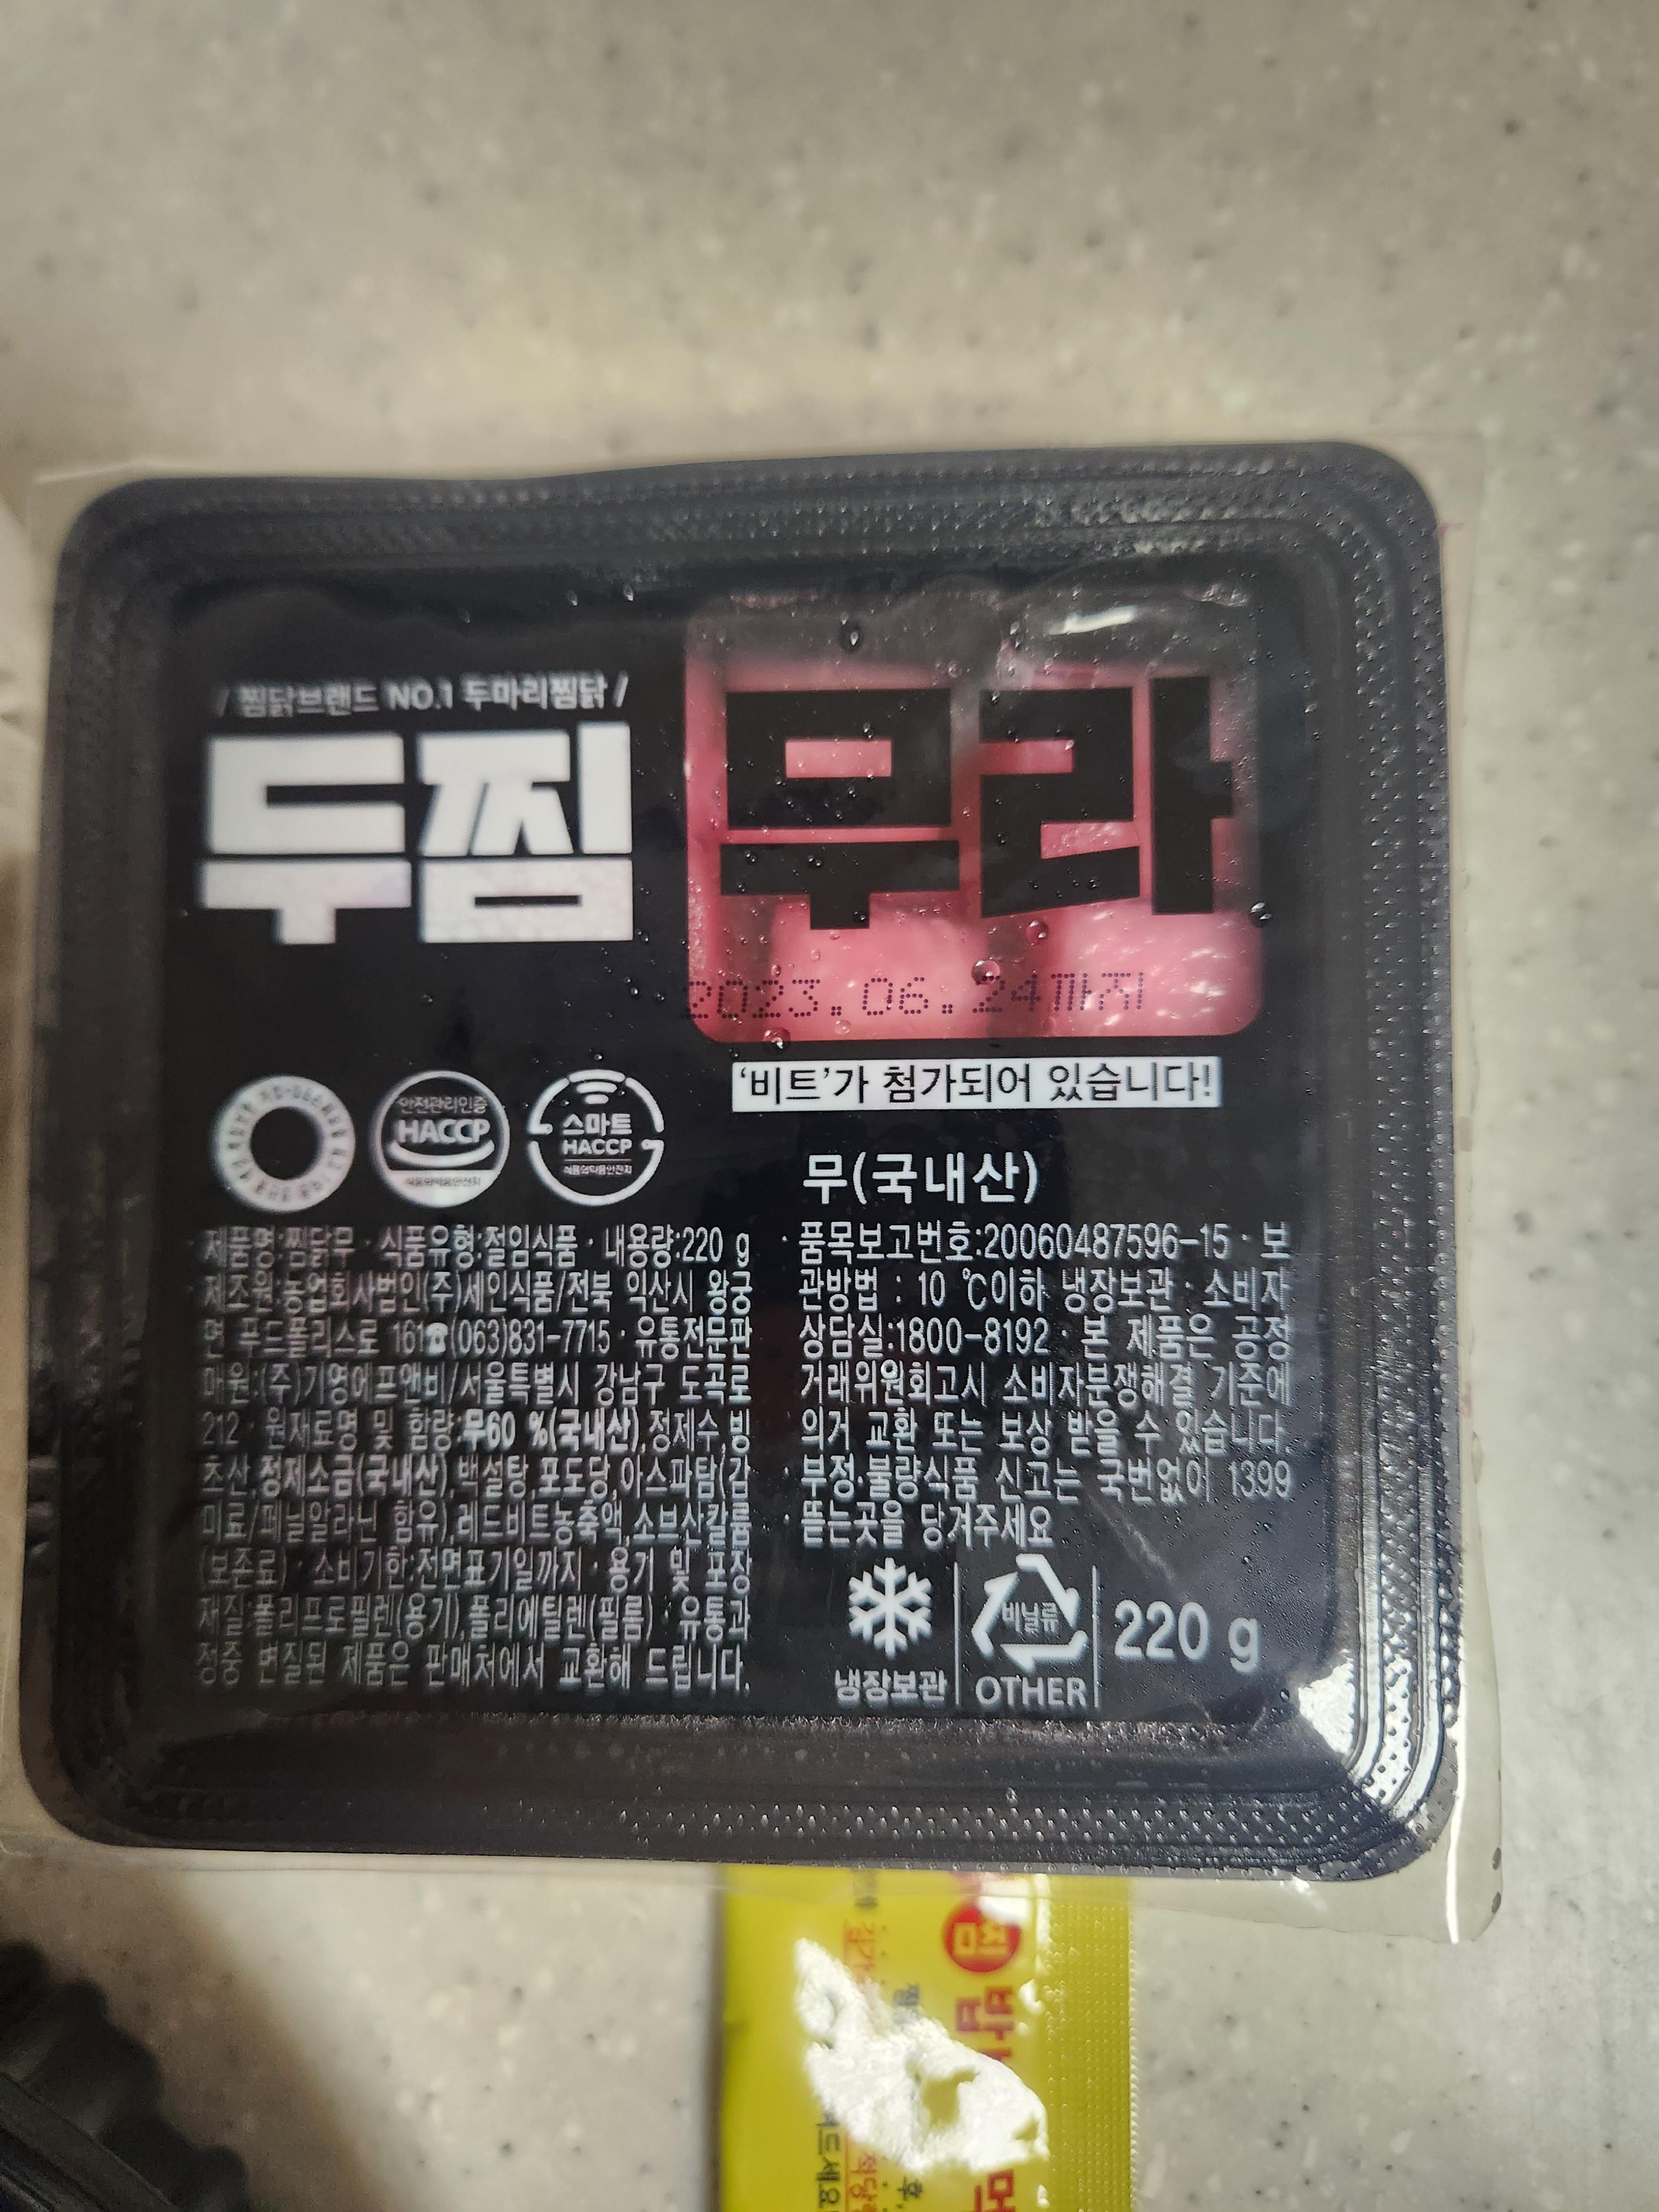 / 찜닭브랜드 NO.1 두마리찜닭 /
두찜
무라
2023.06.24까지
'비트'가 첨가되어 있습니다!
안전관리인증
HACCP
식품의약품안전처
스마트
HACCP
식품의약품안전처
무(국내산)
제품명:찜닭무 · 식품유형:절임식품 · 내용량:220 g ·
제조원:농업회사법인(주)세인식품/전북 익산시 왕궁
면 푸드폴리스로 161☎(063)831-7715 · 유통전문판
매원:(주)기영에프앤비/서울특별시 강남구 도곡로
212 · 원재료명 및 함량:무60 %(국내산),정제수,빙
초산,정제소금(국내산),백설탕,포도당,아스파탐(감
미료/페닐알라닌 함유),레드비트농축액,소브산칼륨
(보존료) · 소비기한:전면표기일까지 · 용기 및 포장
재질:폴리프로필렌(용기),폴리에틸렌(필름) · 유통과
정중 변질된 제품은 판매처에서 교환해 드립니다.
품목보고번호:20060487596-15 · 보
관방법 : 10 ℃이하 냉장보관 · 소비자
상담실:1800-8192 · 본 제품은 공정
거래위원회고시 소비자분쟁해결 기준에
의거 교환 또는 보상 받을 수 있습니다.
· 부정·불량식품 신고는 국번없이 1399
뜯는곳을 당겨주세요
냉장보관
비닐류
OTHER
220 g
찜